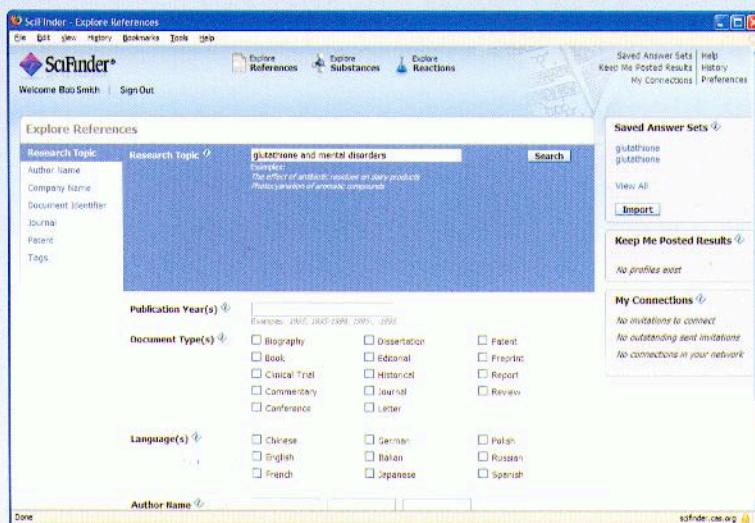 SciFinder - Explore References
File Edit View History Bookmarks Tools Help
SciFinder®
Explore References
Explore Substances
Explore Reactions
Saved Answer Sets | Help
Keep Me Posted Results | History
My Connections | Preferences
Welcome Bob Smith | Sign Out
Explore References
Research Topic
Author Name
Company Name
Document Identifier
Journal
Patent
Tags
Research Topic
glutathione and mental disorders
Search
Examples:
The effect of antibiotic residues on dairy products
Photocyanation of aromatic compounds
Publication Year(s)
Examples: 1995, 1995-1999, 1995-, -1995
Document Type(s)
Biography Dissertation Patent
Book Editorial Preprint
Clinical Trial Historical Report
Commentary Journal Review
Conference Letter
Language(s)
Chinese German Polish
English Italian Russian
French Japanese Spanish
Author Name
Saved Answer Sets
glutathione
glutathione
View All
Import
Keep Me Posted Results
No profiles exist
My Connections
No invitations to connect
No outstanding sent invitations
No connections in your network
Done
scifinder.cas.org